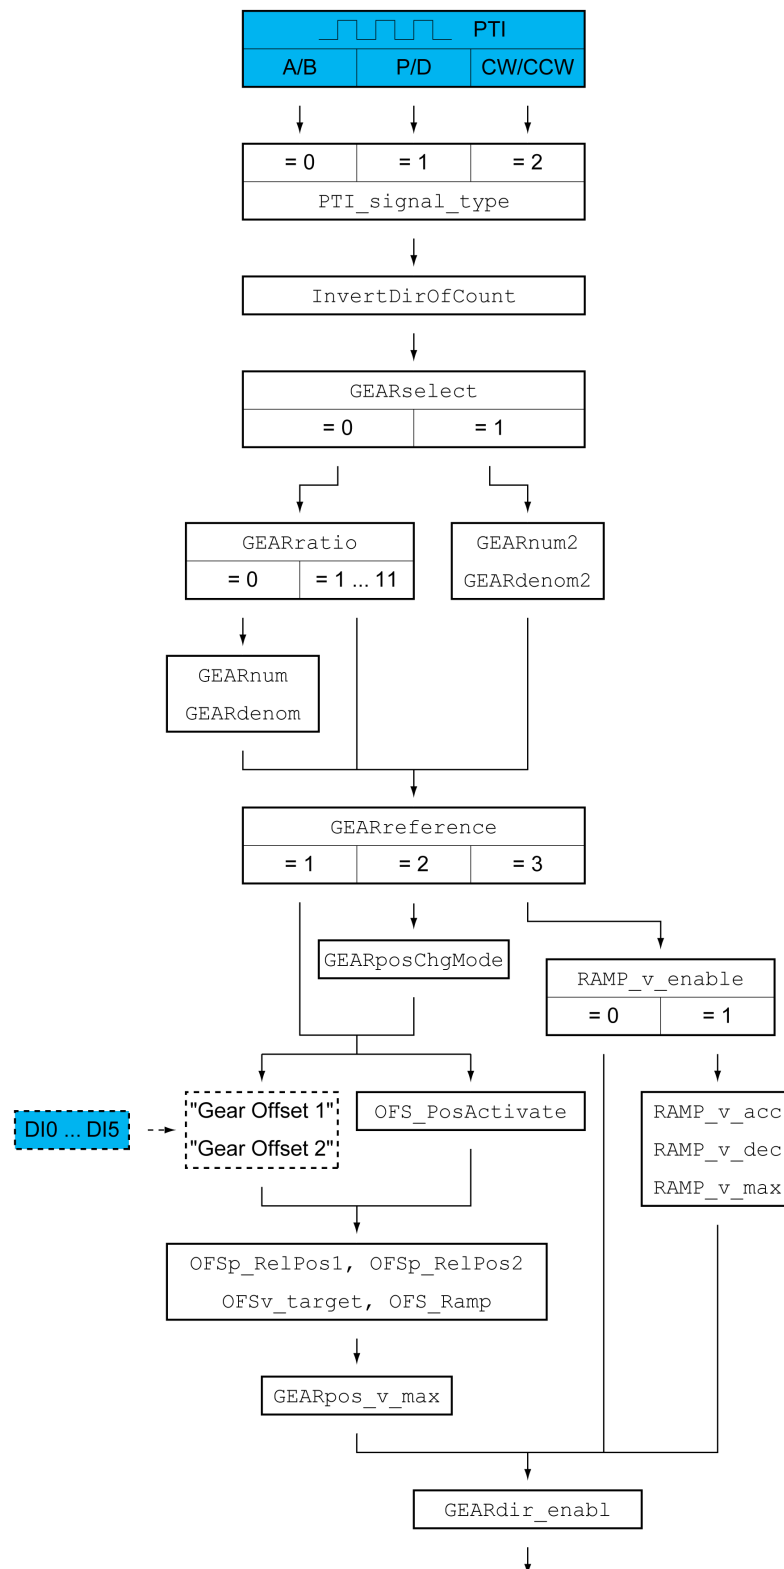 PTI
A/B P/D CW/CCW
= 0 = 1 = 2
PTI_signal_type
InvertDirOfCount
GEARselect
= 0 = 1
GEARratio
= 0 = 1 ... 11
GEARnum2
GEARdenom2
GEARnum
GEARdenom
GEARreference
= 1 = 2 = 3
GEARposChgMode
RAMP_v_enable
= 0 = 1
DI0 ... DI5
"Gear Offset 1"
"Gear Offset 2"
OFS_PosActivate
RAMP_v_acc
RAMP_v_dec
RAMP_v_max
OFSp_RelPos1, OFSp_RelPos2
OFSv_target, OFS_Ramp
GEARpos_v_max
GEARdir_enabl